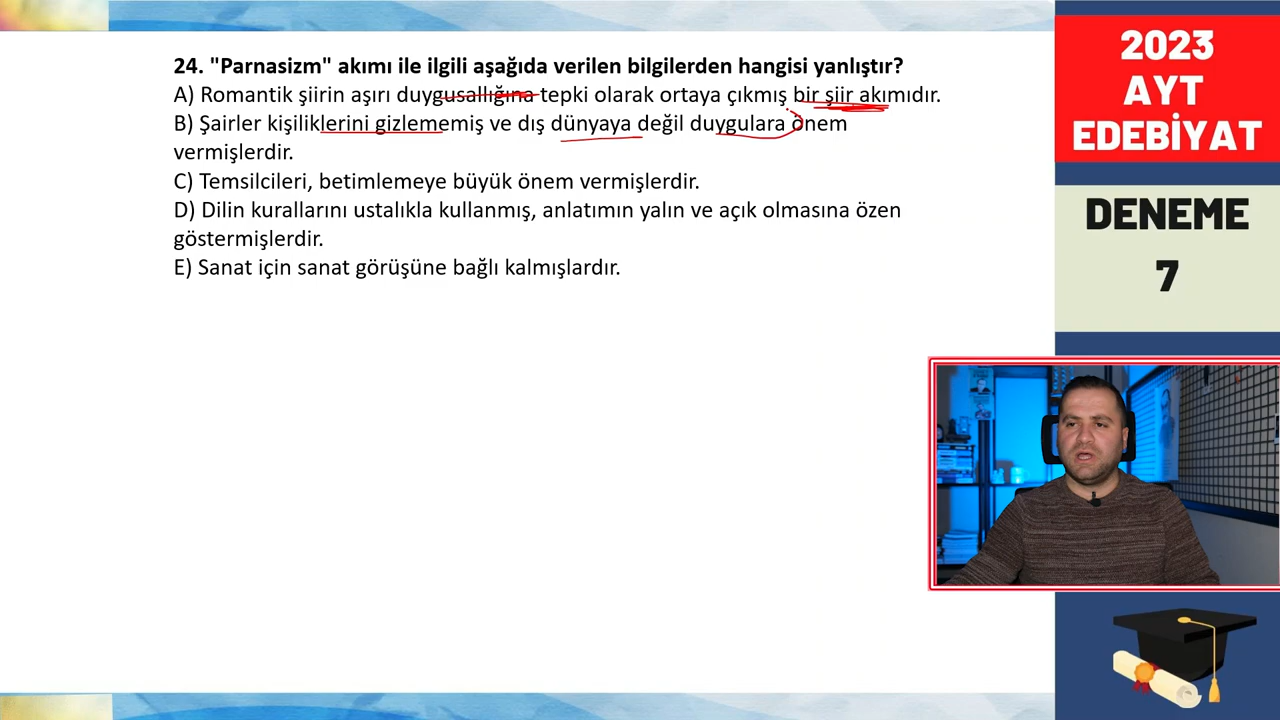 24. "Parnasizm" akımı ile ilgili aşağıda verilen bilgilerden hangisi yanlıştır?
A) Romantik şiirin aşırı duygusallığına tepki olarak ortaya çıkmış bir şiir akımıdır.
B) Şairler kişiliklerini gizlememiş ve dış dünyaya değil duygulara önem
vermişlerdir.
C) Temsilcileri, betimlemeye büyük önem vermişlerdir.
D) Dilin kurallarını ustalıkla kullanmış, anlatımın yalın ve açık olmasına özen
göstermişlerdir.
E) Sanat için sanat görüşüne bağlı kalmışlardır.
2023
AYT
EDEBİYAT
DENEME
7